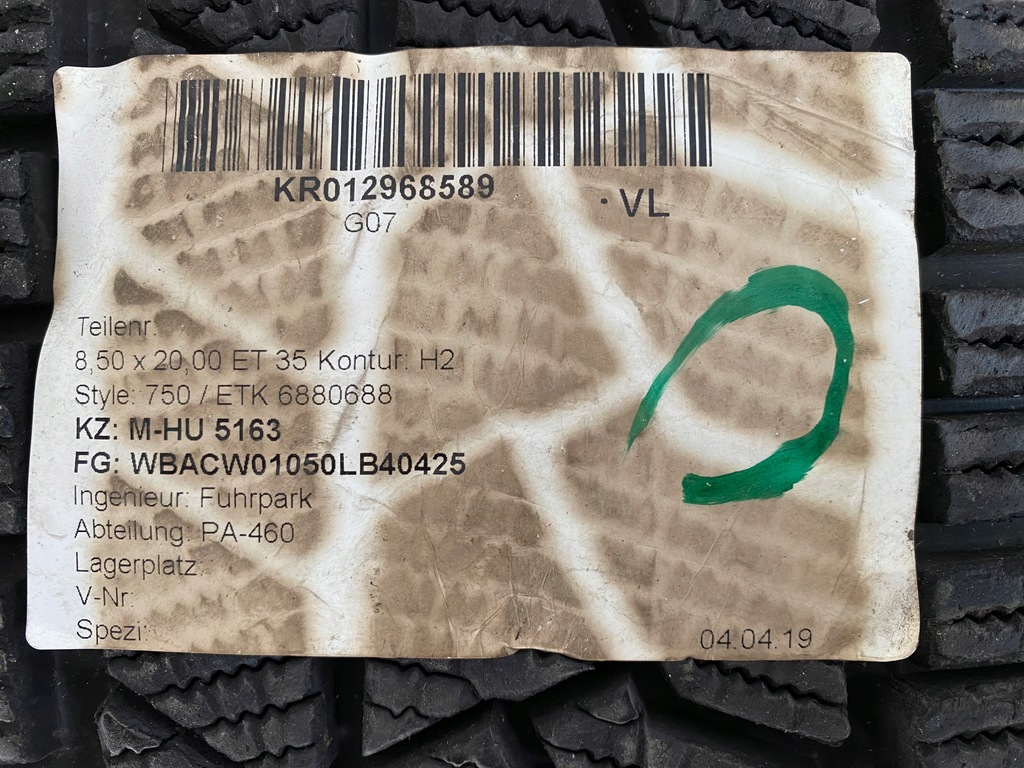 KR012968589
· VL
G07
Teilenr:
8,50 x 20,00 ET 35 Kontur: H2
Style: 750 / ETK 6880688
KZ: M-HU 5163
FG: WBACW01050LB40425
Ingenieur: Fuhrpark
Abteilung: PA-460
Lagerplatz:
V-Nr:
Spezi:
04.04.19